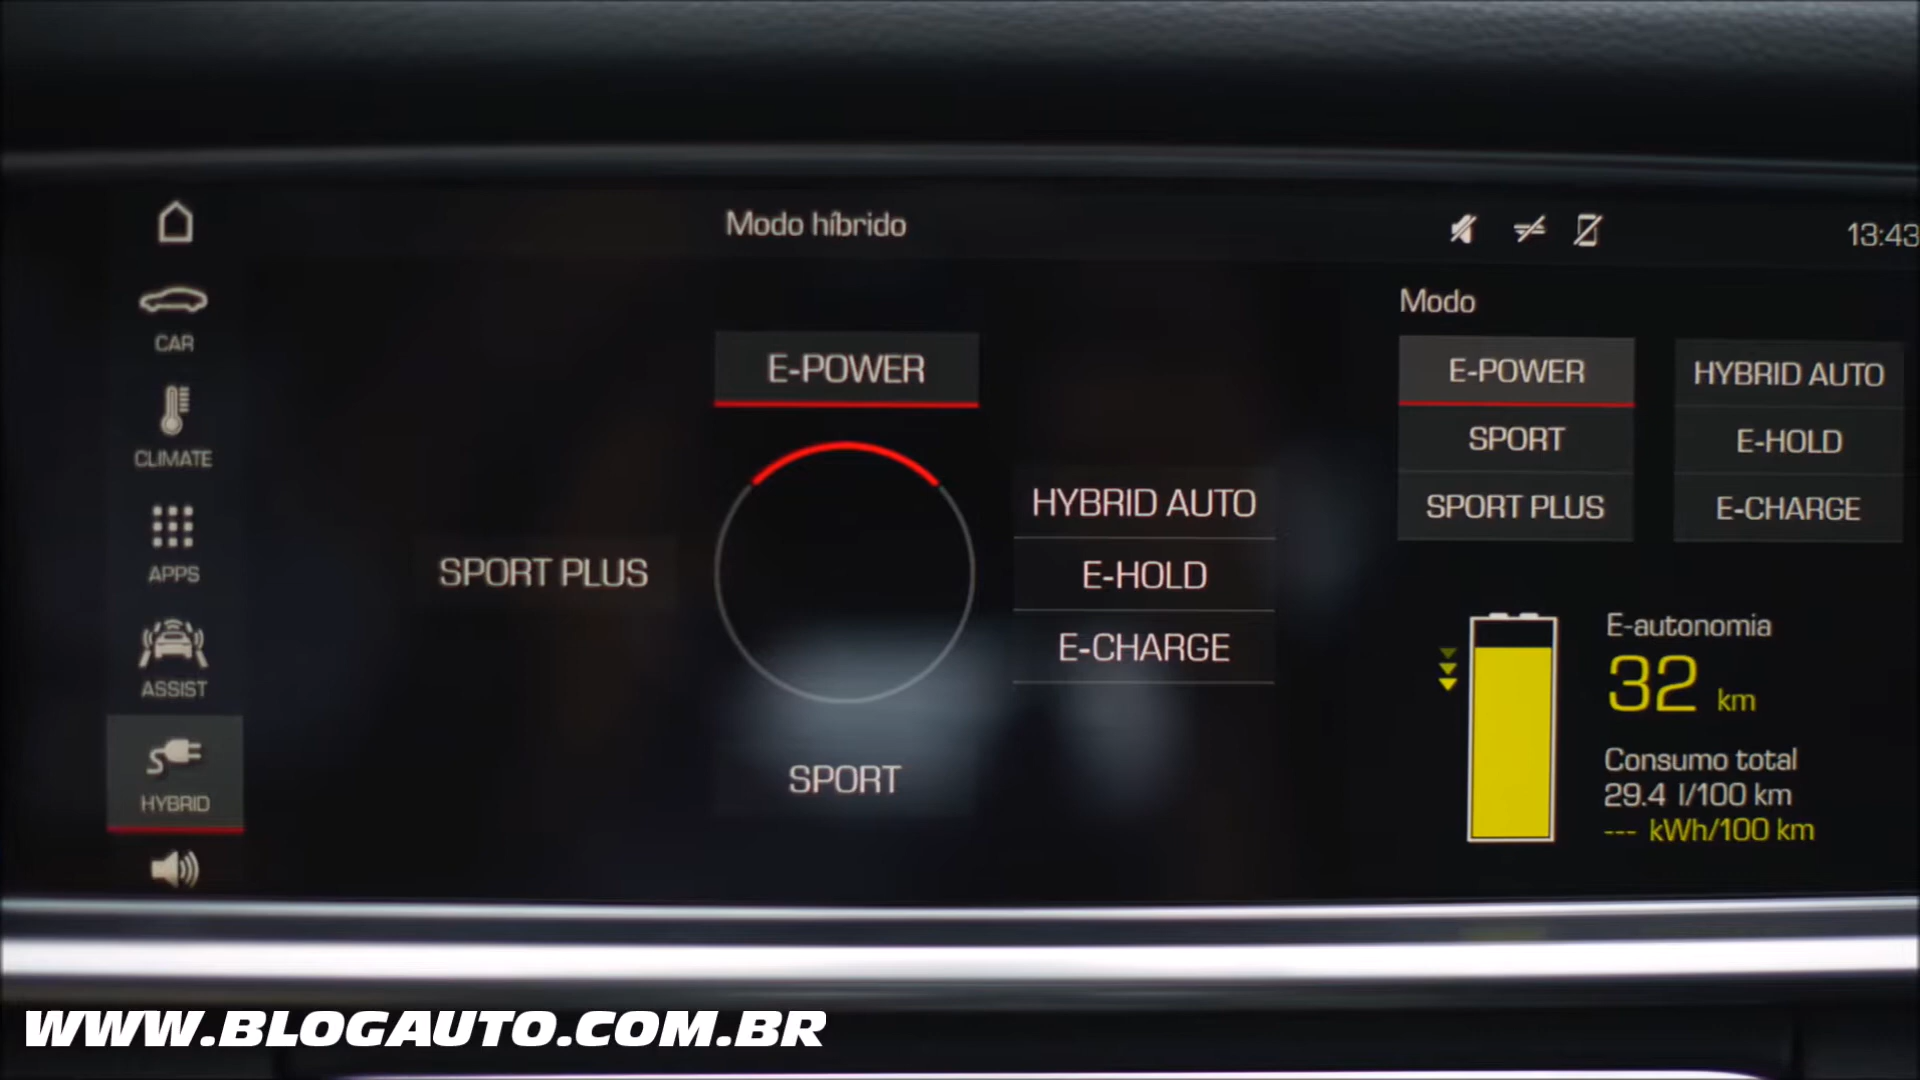 Modo híbrido
13:43
CAR
CLIMATE
APPS
ASSIST
HYBRID
E-POWER
SPORT PLUS
HYBRID AUTO
E-HOLD
E-CHARGE
SPORT
Modo
E-POWER
HYBRID AUTO
SPORT
E-HOLD
SPORT PLUS
E-CHARGE
E-autonomia
32 km
Consumo total
29.4 l/100 km
--- kWh/100 km
WWW.BLOGAUTO.COM.BR